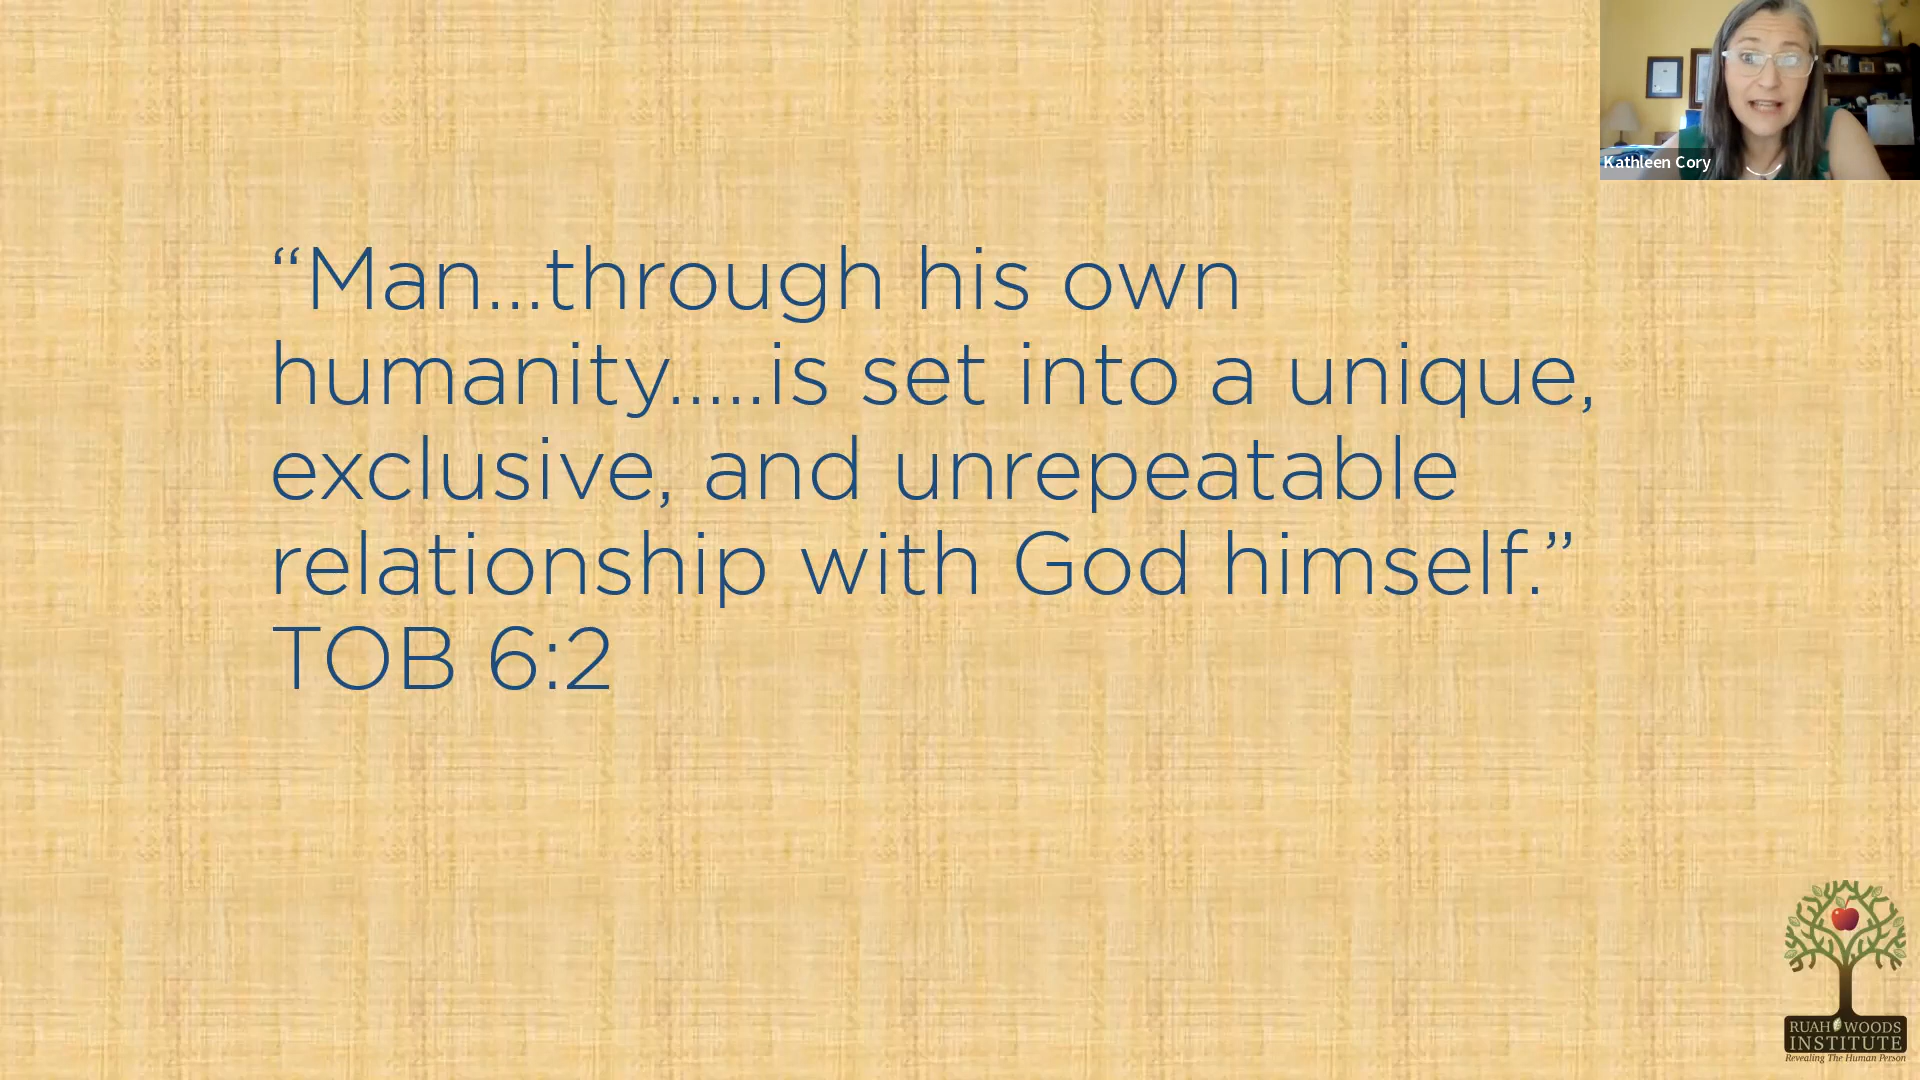 Kathleen Cory
“Man...through his own
humanity.....is set into a unique,
exclusive, and unrepeatable
relationship with God himself.”
TOB 6:2
RUAH WOODS
INSTITUTE
Revealing The Human Person